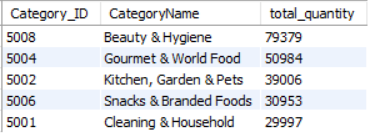 Category_ID CategoryName total_quantity
5008 Beauty & Hygiene 79379
5004 Gourmet & World Food 50984
5002 Kitchen, Garden & Pets 39006
5006 Snacks & Branded Foods 30953
5001 Cleaning & Household 29997